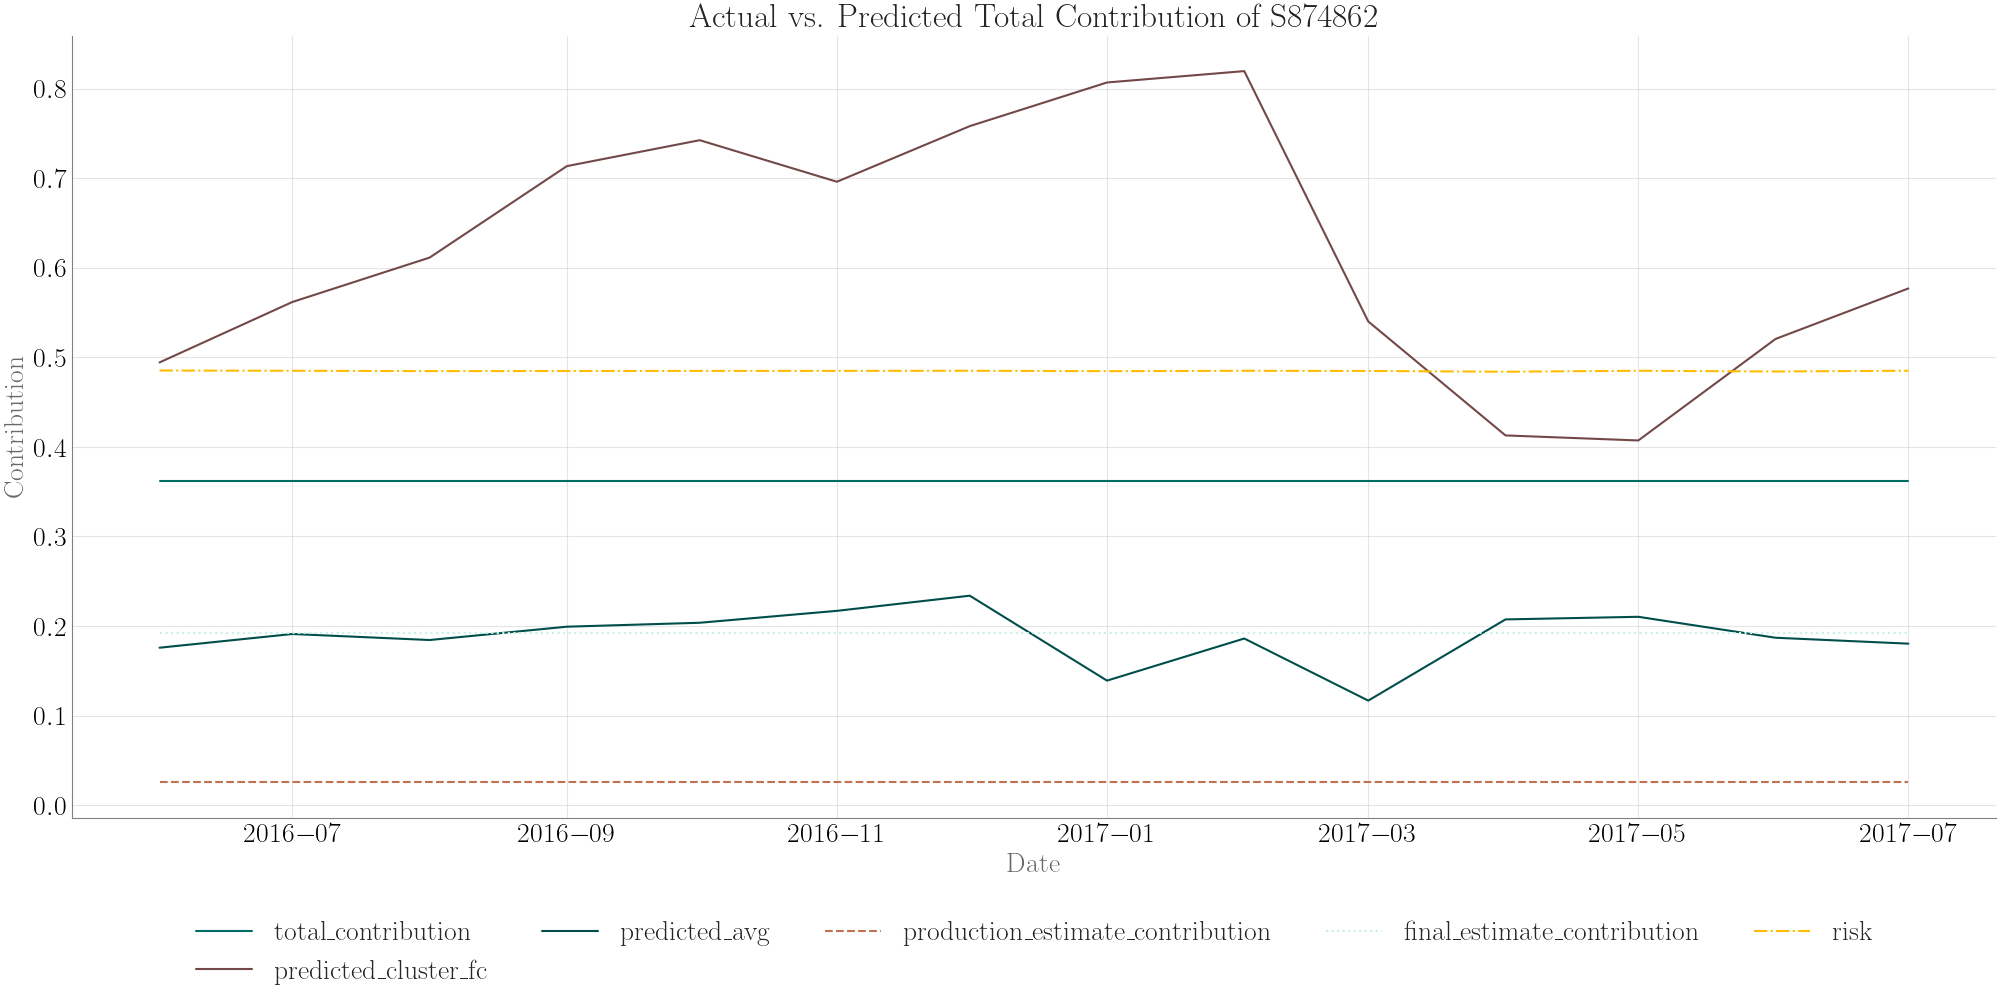 Actual vs. Predicted Total Contribution of S874862
Contribution
0.8
0.7
0.6
0.5
0.4
0.3
0.2
0.1
0.0
2016–07 2016–09 2016–11 2017–01 2017–03 2017–05 2017–07
Date
total_contribution predicted_avg production_estimate_contribution final_estimate_contribution risk
predicted_cluster_fc